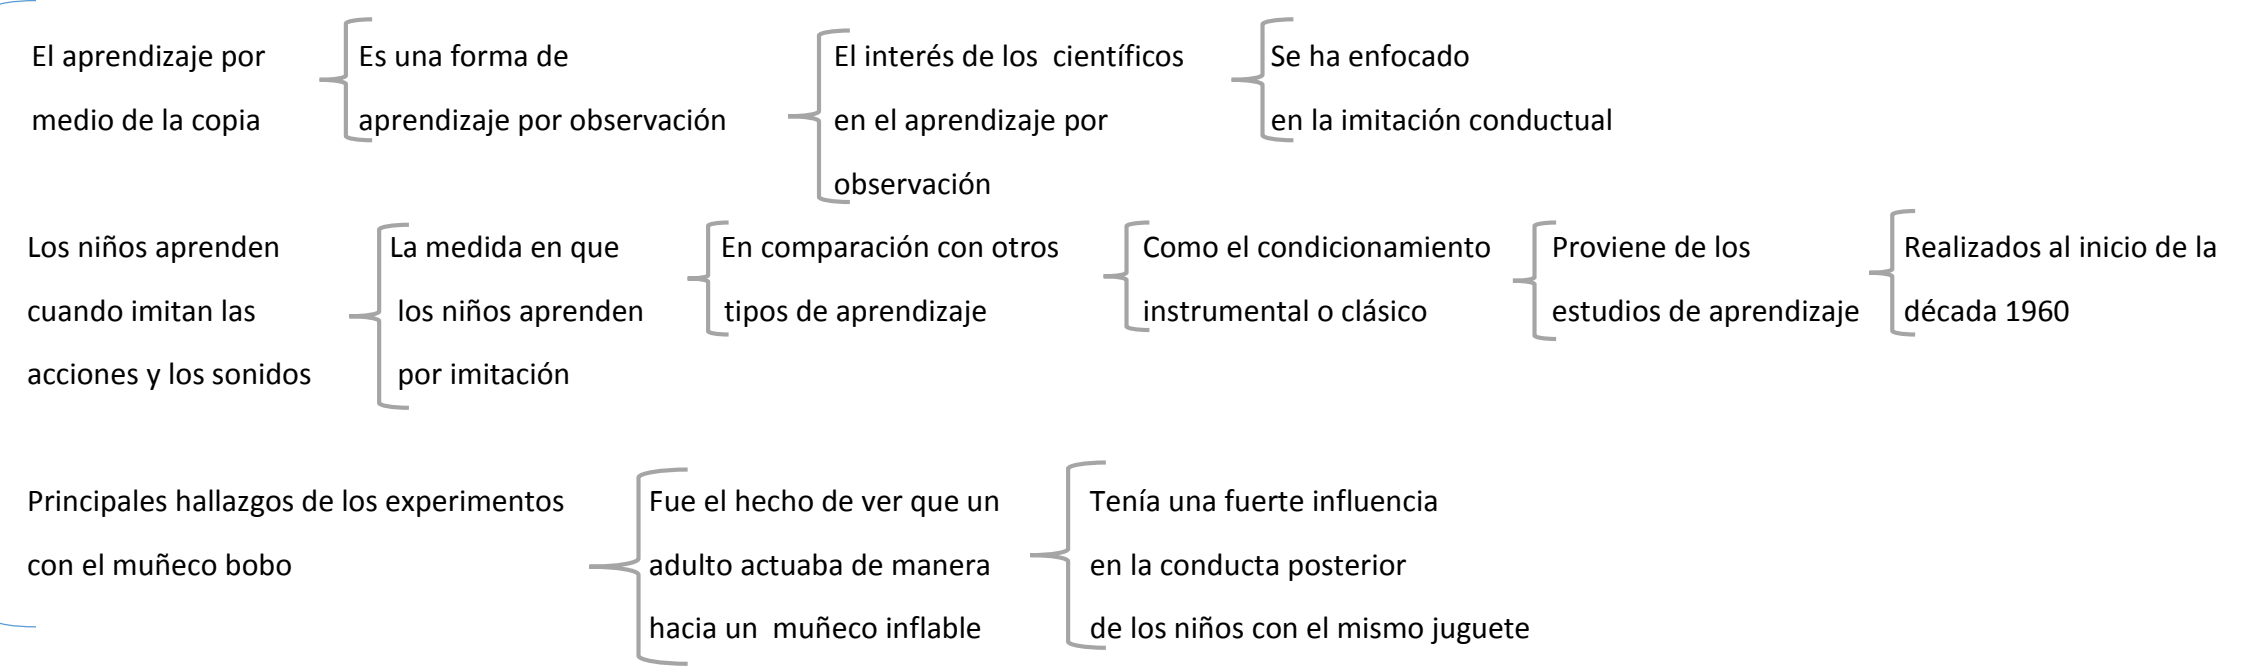 El aprendizaje por
medio de la copia
Es una forma de
aprendizaje por observación
El interés de los  científicos
en el aprendizaje por
observación
Se ha enfocado
en la imitación conductual
Los niños aprenden
cuando imitan las
acciones y los sonidos
La medida en que
los niños aprenden
por imitación
En comparación con otros
tipos de aprendizaje
Como el condicionamiento
instrumental o clásico
Proviene de los
estudios de aprendizaje
Realizados al inicio de la
década 1960
Principales hallazgos de los experimentos
con el muñeco bobo
Fue el hecho de ver que un
adulto actuaba de manera
hacia un  muñeco inflable
Tenía una fuerte influencia
en la conducta posterior
de los niños con el mismo juguete